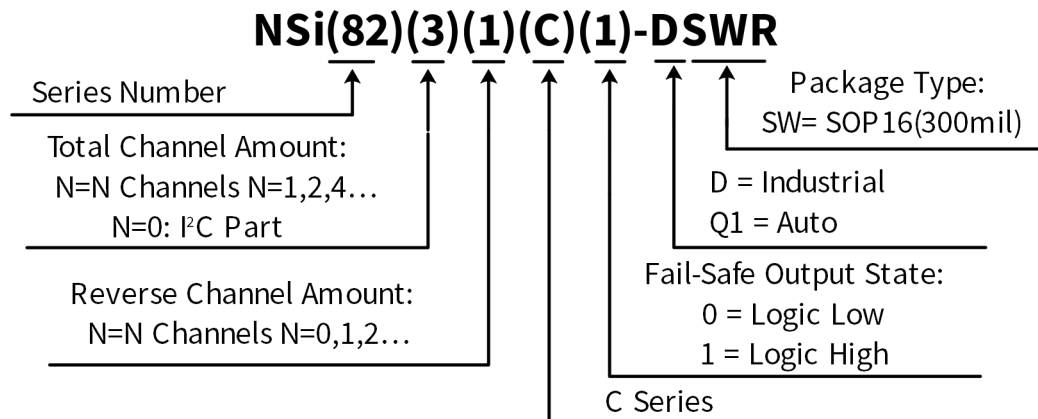 NSi(82)(3)(1)(C)(1)-DSWR
Series Number
Total Channel Amount:
N=N Channels N=1,2,4…
N=0: I²C Part
Reverse Channel Amount:
N=N Channels N=0,1,2…
Package Type:
SW= SOP16(300mil)
D = Industrial
Q1 = Auto
Fail-Safe Output State:
0 = Logic Low
1 = Logic High
C Series